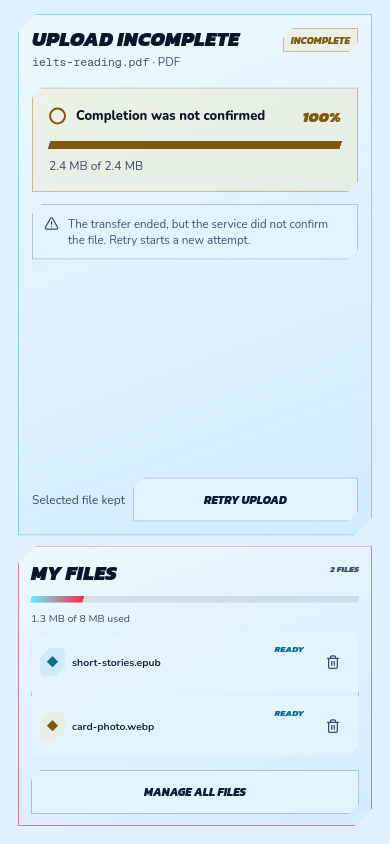 UPLOAD INCOMPLETE
INCOMPLETE
ielts-reading.pdf · PDF
Completion was not confirmed
100%
2.4 MB of 2.4 MB
The transfer ended, but the service did not confirm
the file. Retry starts a new attempt.
Selected file kept
RETRY UPLOAD
MY FILES
2 FILES
1.3 MB of 8 MB used
READY
short-stories.epub
READY
card-photo.webp
MANAGE ALL FILES